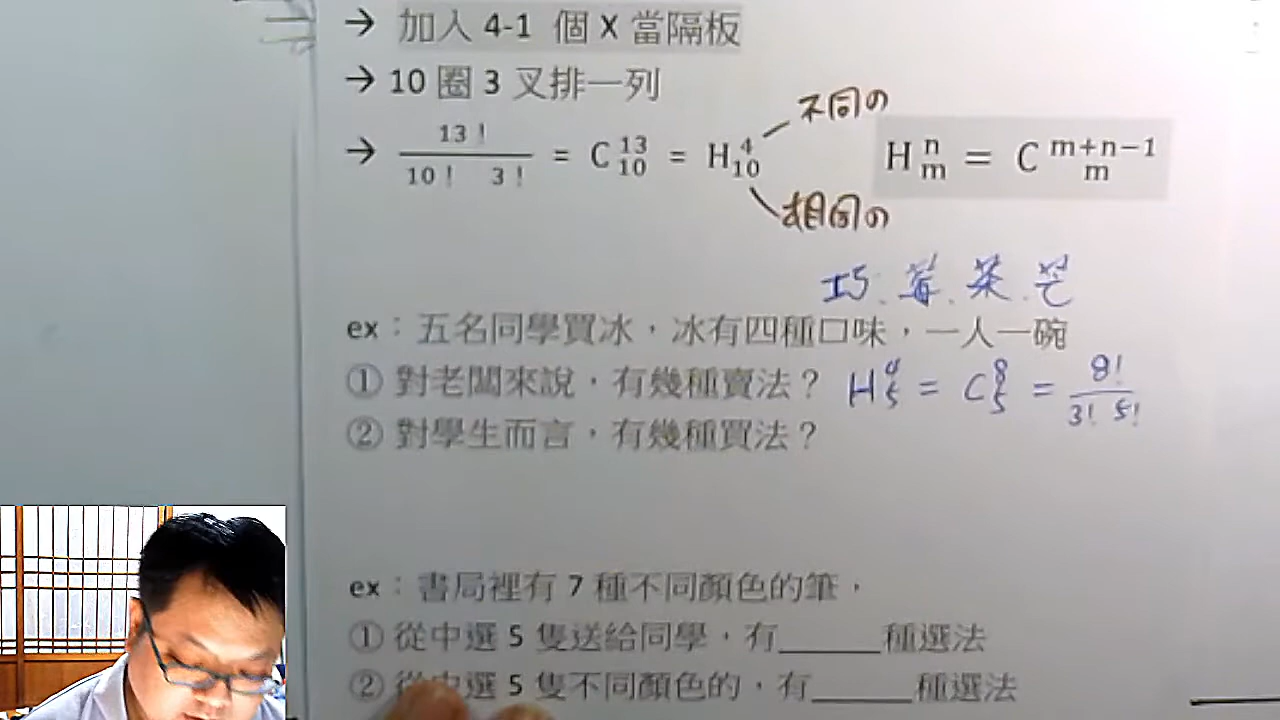 → 加入 4-1 個 X 當隔板
→ 10 圈 3 叉排一列
不同の
→ 13！/10！ 3！ = C 13 10 = H 4 10
H n m = C m+n−1 m
相同の
巧、莓、茶、芒
ex：五名同學買冰，冰有四種口味，一人一碗
① 對老闆來說，有幾種賣法？ H 4 5 = C 8 5 = 8!/3! 5!
② 對學生而言，有幾種買法？
ex：書局裡有 7 種不同顏色的筆，
① 從中選 5 隻送給同學，有______種選法
② 從中選 5 隻不同顏色的，有______種選法